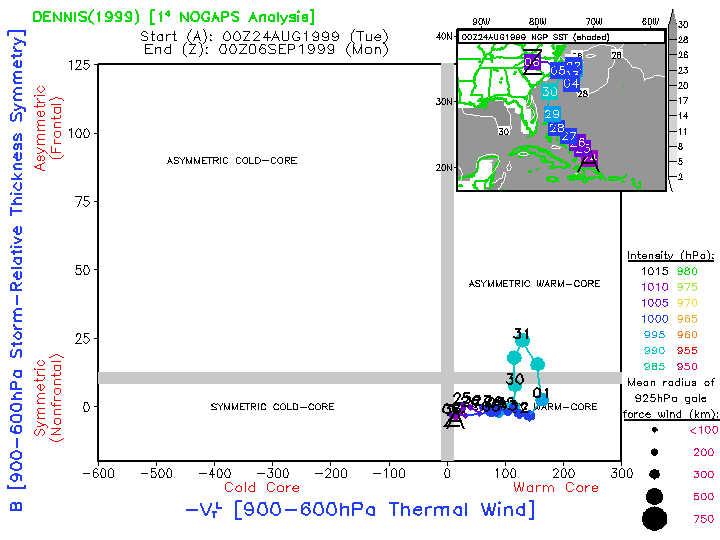 DENNIS(1999) [1° NOGAPS Analysis]
Start (A): 00Z24AUG1999 (Tue)
End (Z): 00Z06SEP1999 (Mon)
B [900-600hPa Storm-Relative Thickness Symmetry]
Asymmetric
(Frontal)
Symmetric
(Nonfrontal)
125
100
75
50
25
0
ASYMMETRIC COLD-CORE
ASYMMETRIC WARM-CORE
SYMMETRIC COLD-CORE
WARM-CORE
31
30
01
-600
-500
-400
-300
-200
-100
0
100
200
300
Cold Core
Warm Core
-VTL [900-600hPa Thermal Wind]
90W 80W 70W 60W
00Z24AUG1999 NGP SST (shaded)
40N
30N
20N
06
05
04
30
29
28
27
26
28
30
30
28
26
23
20
17
14
11
8
5
2
Intensity (hPa):
1015 980
1010 975
1005 970
1000 965
995 960
990 955
985 950
Mean radius of
925hPa gale
force wind (km):
<100
200
300
500
750